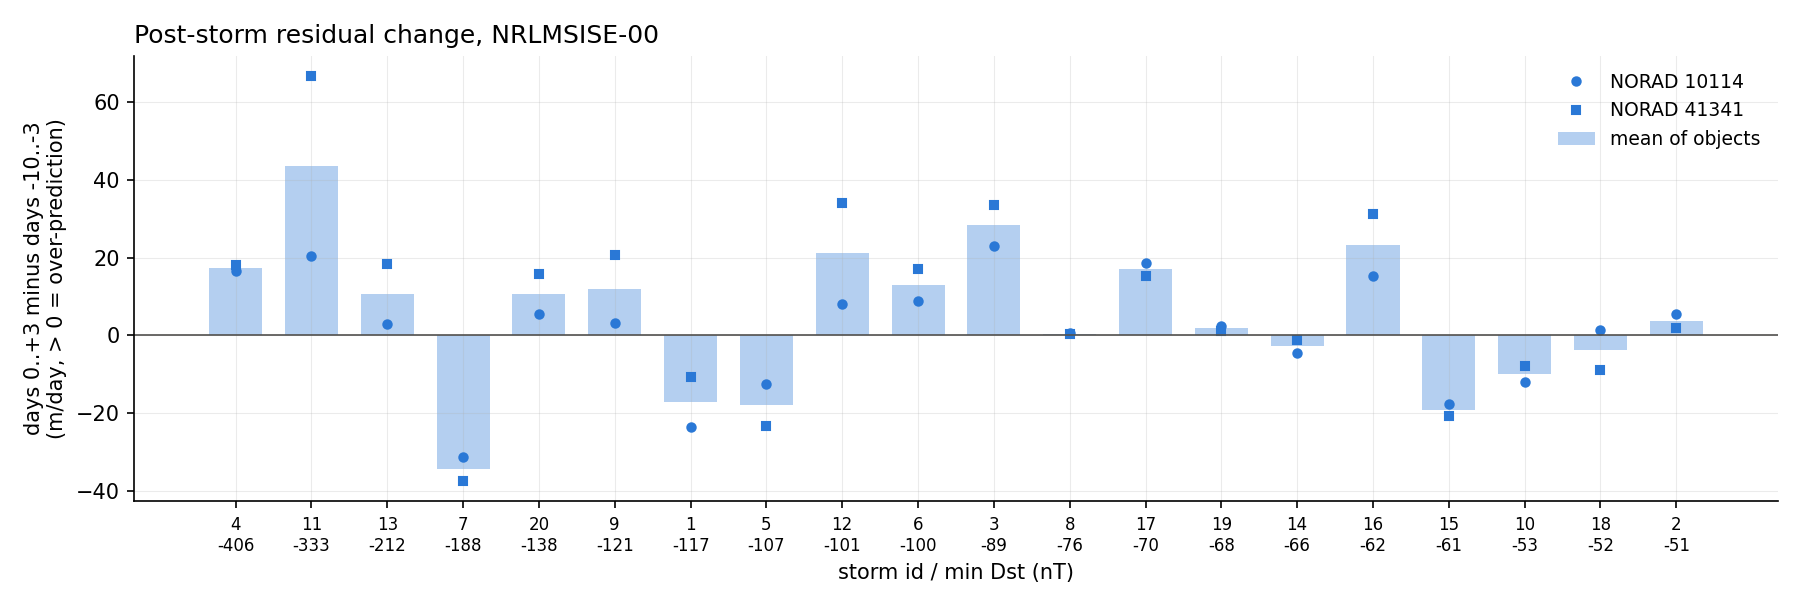 Post-storm residual change, NRLMSISE-00
days 0..+3 minus days -10..-3
(m/day, > 0 = over-prediction)
60
40
20
0
−20
−40
NORAD 10114
NORAD 41341
mean of objects
4 11 13 7 20 9 1 5 12 6 3 8 17 19 14 16 15 10 18 2
-406 -333 -212 -188 -138 -121 -117 -107 -101 -100 -89 -76 -70 -68 -66 -62 -61 -53 -52 -51
storm id / min Dst (nT)